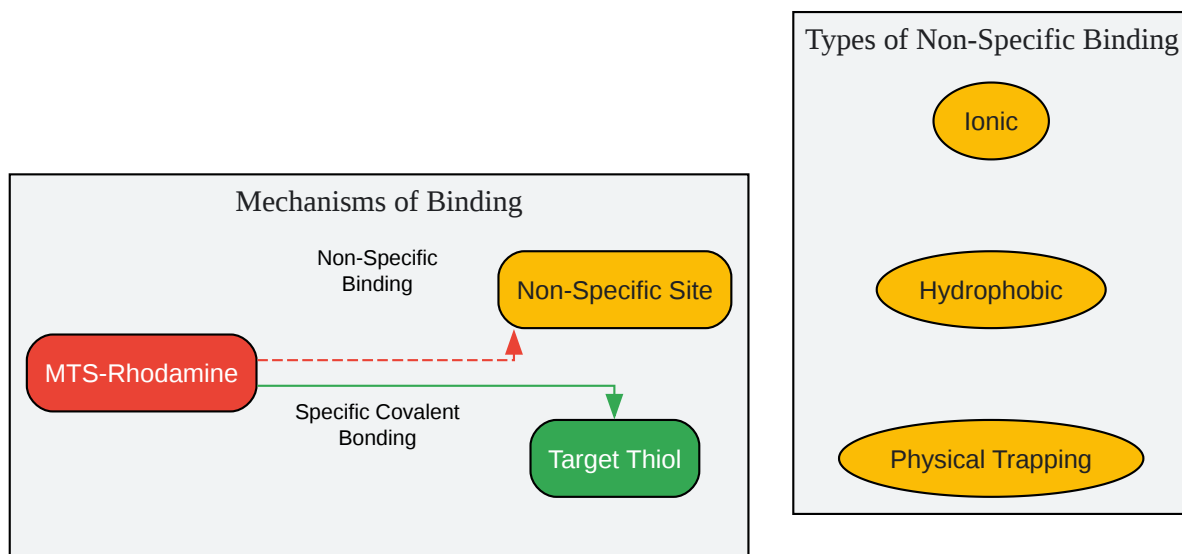 Mechanisms of Binding
Non-Specific
Binding
Non-Specific Site
MTS-Rhodamine
Specific Covalent
Bonding
Target Thiol
Types of Non-Specific Binding
Ionic
Hydrophobic
Physical Trapping